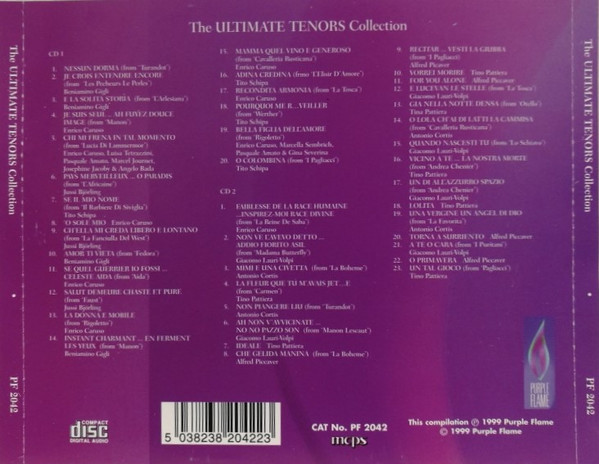 The ULTIMATE TENORS Collection
The ULTIMATE TENORS Collection
PF 2042
CD 1
1. NESSUN DORMA (from 'Turandot')
Beniamino Gigli
2. JE CROIS ENTENDRE ENCORE
(from 'Les Pecheurs Le Perles')
Beniamino Gigli
3. E LA SOLITA STORIA (from 'L'Arlesiana')
Beniamino Gigli
4. JE SUIS SEUL ... AH FUYEZ DOUCE
IMAGE (from 'Manon')
Enrico Caruso
5. CHI MI FRENA IN TAL MOMENTO
(from 'Lucia Di Lammermoor')
Enrico Caruso, Luisa Tetrazzini,
Pasquale Amato, Marcel Journet,
Josephine Jacoby & Angelo Bada
6. PAYS MERVEILLEUX ... O PARADIS
(from 'L'Africaine')
Jussi Björling
7. SE IL MIO NOME
(from 'Il Barbiere Di Siviglia')
Tito Schipa
8. 'O SOLE MIO Enrico Caruso
9. CH'ELLA MI CREDA LIBERO E LONTANO
(from 'La Fanciulla Del West')
Jussi Björling
10. AMOR TI VIETA (from 'Fedora')
Beniamino Gigli
11. SE QUEL GUERRIER IO FOSSI ...
CELESTE AIDA (from 'Aida')
Enrico Caruso
12. SALUT DEMEURE CHASTE ET PURE
(from 'Faust')
Jussi Björling
13. LA DONNA E MOBILE
(from 'Rigoletto')
Enrico Caruso
14. INSTANT CHARMANT ... EN FERMENT
LES YEUX (from 'Manon')
Beniamino Gigli
15. MAMMA QUEL VINO E GENEROSO
(from 'Cavalleria Rusticana')
Enrico Caruso
16. ADINA CREDINA (from 'L'Elisir D'Amore')
Tito Schipa
17. RECONDITA ARMONIA (from 'La Tosca')
Enrico Caruso
18. POURQUOI ME R...VEILLER
(from 'Werther')
Tito Schipa
19. BELLA FIGLIA DELL'AMORE
(from 'Rigoletto')
Enrico Caruso, Marcella Sembrich,
Pasquale Amato & Gina Severina
20. O COLOMBINA (from 'I Pagliacci')
Tito Schipa
CD 2
1. FAIBLESSE DE LA RACE HUMAINE
...INSPIREZ-MOI RACE DIVINE
(from 'La Reine De Saba')
Enrico Caruso
2. NON VE L'AVEVO DETTO ...
ADDIO FIORITO ASIL
(from 'Madama Butterfly')
Giacomo Lauri-Volpi
3. MIMI E UNA CIVETTA (from 'La Boheme')
Antonio Cortis
4. LA FLEUR QUE TU M'AVAIS JET...E
(from 'Carmen')
Tino Pattiera
5. NON PIANGERE LIU (from 'Turandot')
Antonio Cortis
6. AH NON V'AVVICINATE ...
NO NO PAZZO SON (from 'Manon Lescaut')
Giacomo Lauri-Volpi
7. IDEALE Tino Pattiera
8. CHE GELIDA MANINA (from 'La Boheme')
Alfred Piccaver
9. RECITAR ... VESTI LA GIUBBA
(from 'I Pagliacci')
Alfred Picaver
10. VORREI MORIRE Tino Pattiera
11. FOR YOU ALONE Alfred Piccaver
12. E LUCEVAN LE STELLE (from 'La Tosca')
Giacomo Lauri-Volpi
13. GIA NELLA NOTTE DENSA (from 'Otello')
Tina Pattiera
14. O LOLA CH'AI DI LATTI LA CAMMISA
(from 'Cavalleria Rusticana')
Antonio Cortis
15. QUANDO NASCESTI TU (from 'Lo Schiavo')
Giacomo Lauri-Volpi
16. VICINO A TE ... LA NOSTRA MORTE
(from 'Andrea Chenier')
Tina Pattiera
17. UN DI ALL'AZZURRO SPAZIO
(from 'Andrea Chenier')
Giacomo Lauri-Volpi
18. LOLITA Tino Pattiera
19. UNA VERGINE UN ANGEL DI DIO
(from 'La Favorita')
Antonio Cortis
20. TORNA A SURRIENTO Alfred Piccaver
21. A TE O CARA (from 'I Puritani')
Giacomo Lauri-Volpi
22. O PRIMAVERA Alfred Piccaver
23. UN TAL GIOCO (from 'Pagliacci')
Tina Pattiera
PURPLE
FLAME
COMPACT
disc
DIGITAL AUDIO
5 038238 204223
CAT No. PF 2042
mcps
This compilation ℗ 1999 Purple Flame
© 1999 Purple Flame
The ULTIMATE TENORS Collection
PF 2042